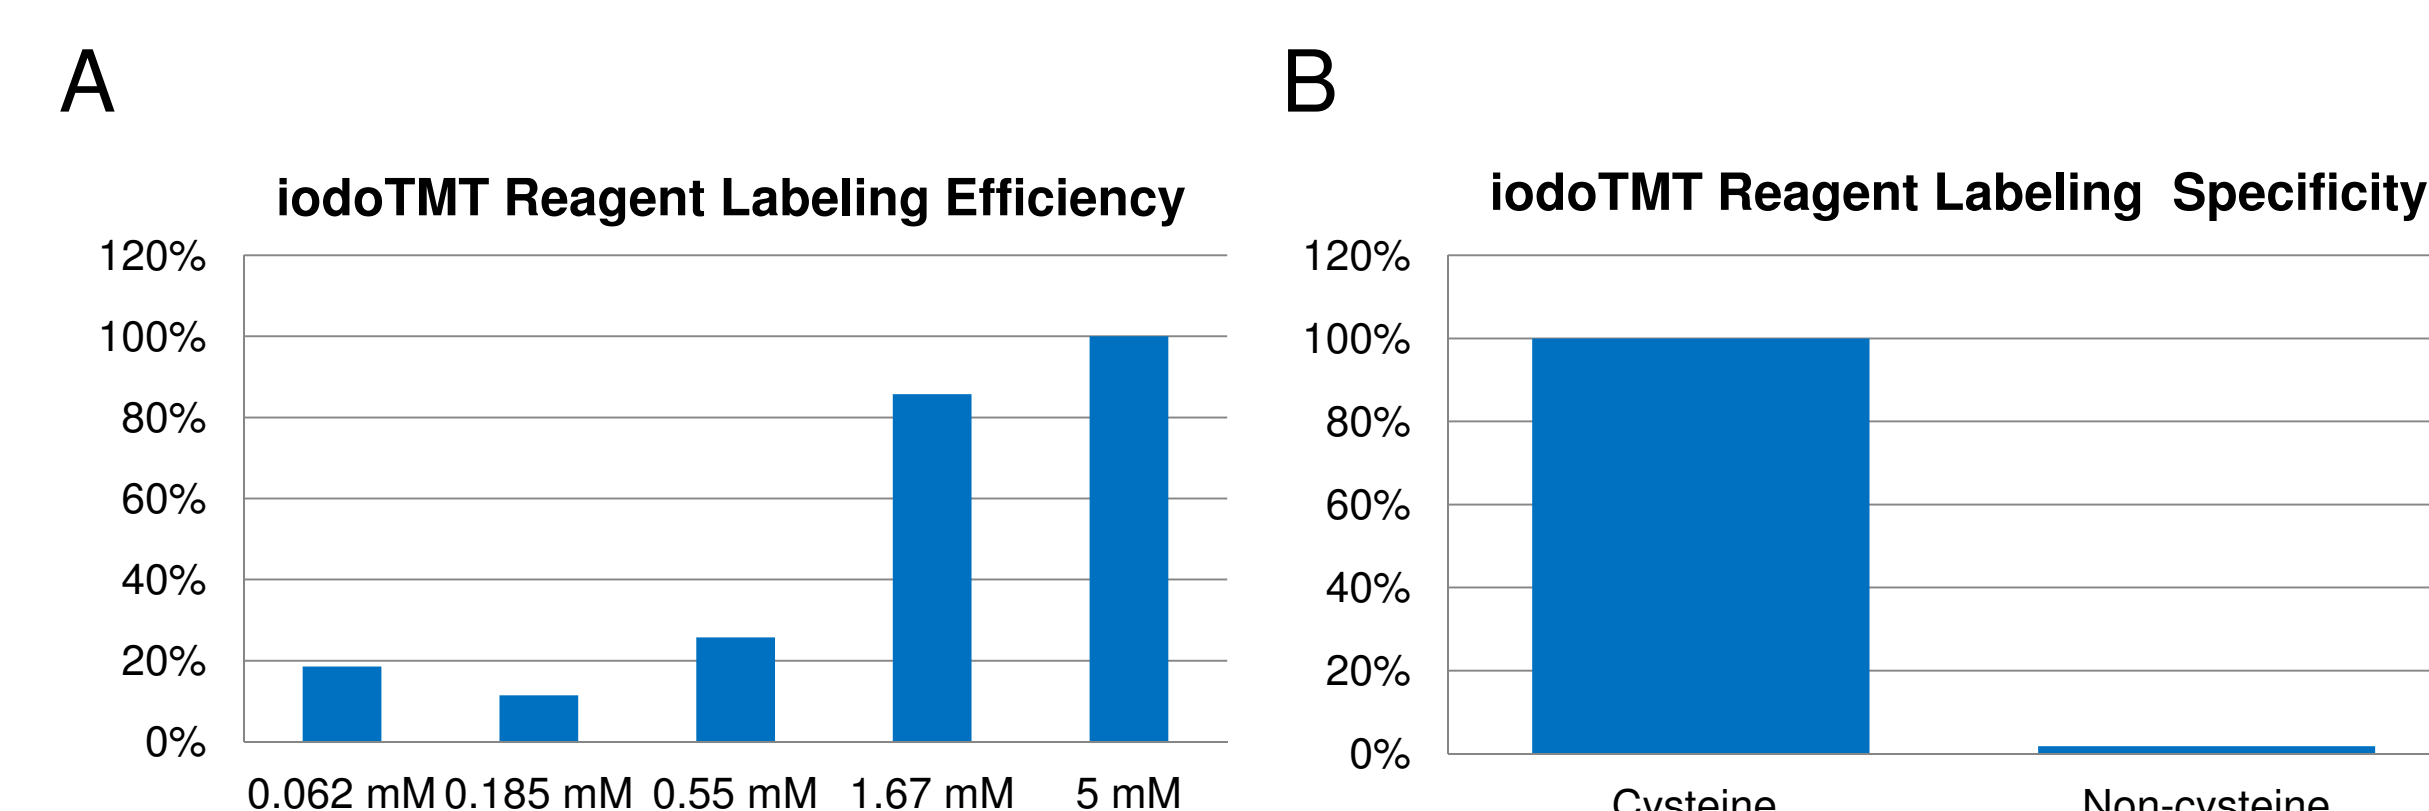 A
iodoTMT Reagent Labeling Efficiency
120%
100%
80%
60%
40%
20%
0%
0.062 mM 0.185 mM 0.55 mM 1.67 mM 5 mM
B
iodoTMT Reagent Labeling Specificity
120%
100%
80%
60%
40%
20%
0%
Cysteine Non-cysteine